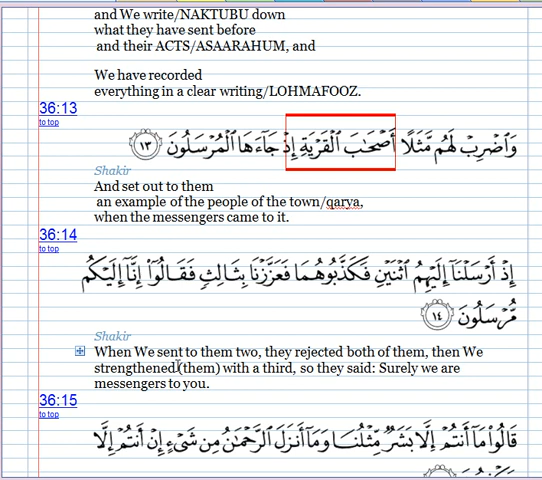 and We write/NAKTUBU down
what they have sent before
and their ACTS/ASAARAHUM, and
We have recorded
everything in a clear writing/LOHMAFOOZ.
36:13
to top
وَٱضْرِبْ لَهُم مَّثَلًا أَصْحَٰبَ ٱلْقَرْيَةِ إِذْ جَآءَهَا ٱلْمُرْسَلُونَ ١٣
Shakir
And set out to them
an example of the people of the town/qarya,
when the messengers came to it.
36:14
to top
إِذْ أَرْسَلْنَآ إِلَيْهِمُ ٱثْنَيْنِ فَكَذَّبُوهُمَا فَعَزَّزْنَا بِثَالِثٍ فَقَالُوٓا۟ إِنَّآ إِلَيْكُم
مُّرْسَلُونَ ١٤
Shakir
When We sent to them two, they rejected both of them, then We
strengthened (them) with a third, so they said: Surely we are
messengers to you.
36:15
to top
قَالُوا۟ مَآ أَنتُمْ إِلَّا بَشَرٌ مِّثْلُنَا وَمَآ أَنزَلَ ٱلرَّحْمَٰنُ مِن شَىْءٍ إِنْ أَنتُمْ إِلَّا